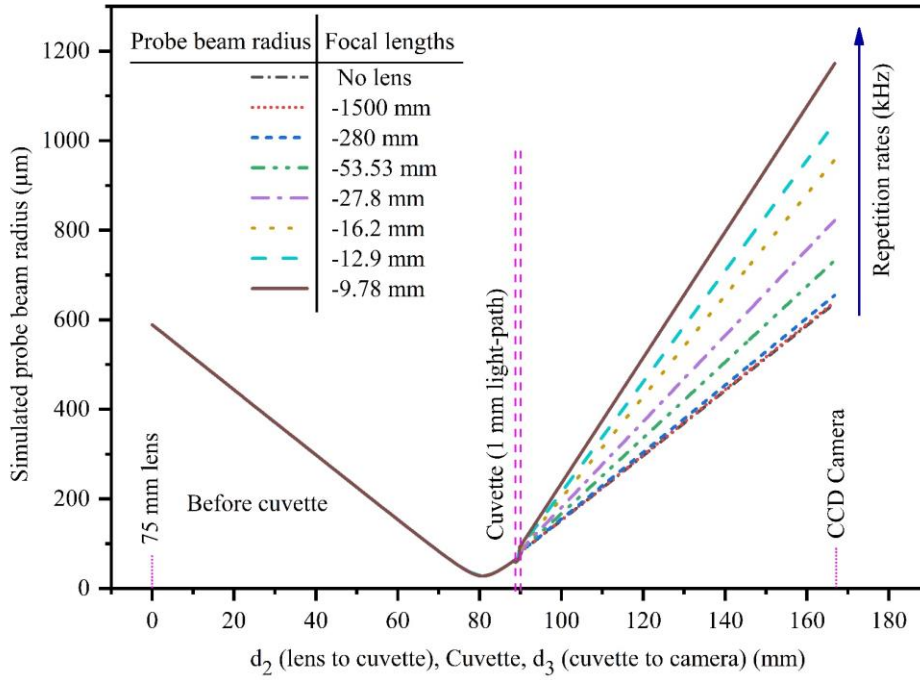 Probe beam radius Focal lengths
No lens
-1500 mm
-280 mm
-53.53 mm
-27.8 mm
-16.2 mm
-12.9 mm
-9.78 mm
Simulated probe beam radius (μm)
1200
1000
800
600
400
200
0
75 mm lens
Before cuvette
Cuvette (1 mm light-path)
CCD Camera
Repetition rates (kHz)
0 20 40 60 80 100 120 140 160 180
d₂ (lens to cuvette), Cuvette, d₃ (cuvette to camera) (mm)